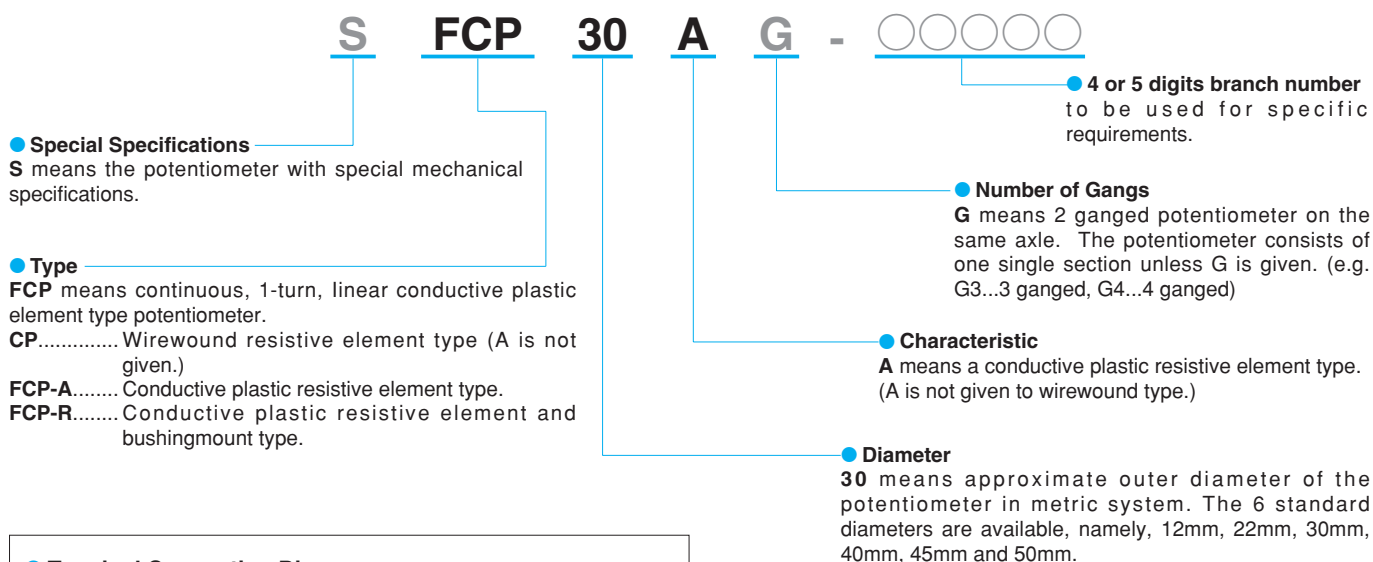 S FCP 30 A G - ○○○○○
● 4 or 5 digits branch number
to be used for specific
requirements.
● Special Specifications
S means the potentiometer with special mechanical
specifications.
● Number of Gangs
G means 2 ganged potentiometer on the
same axle. The potentiometer consists of
one single section unless G is given. (e.g.
G3...3 ganged, G4...4 ganged)
● Type
FCP means continuous, 1-turn, linear conductive plastic
element type potentiometer.
CP.............. Wirewound resistive element type (A is not
given.)
FCP-A........ Conductive plastic resistive element type.
FCP-R........ Conductive plastic resistive element and
bushingmount type.
● Characteristic
A means a conductive plastic resistive element type.
(A is not given to wirewound type.)
● Diameter
30 means approximate outer diameter of the
potentiometer in metric system. The 6 standard
diameters are available, namely, 12mm, 22mm, 30mm,
40mm, 45mm and 50mm.